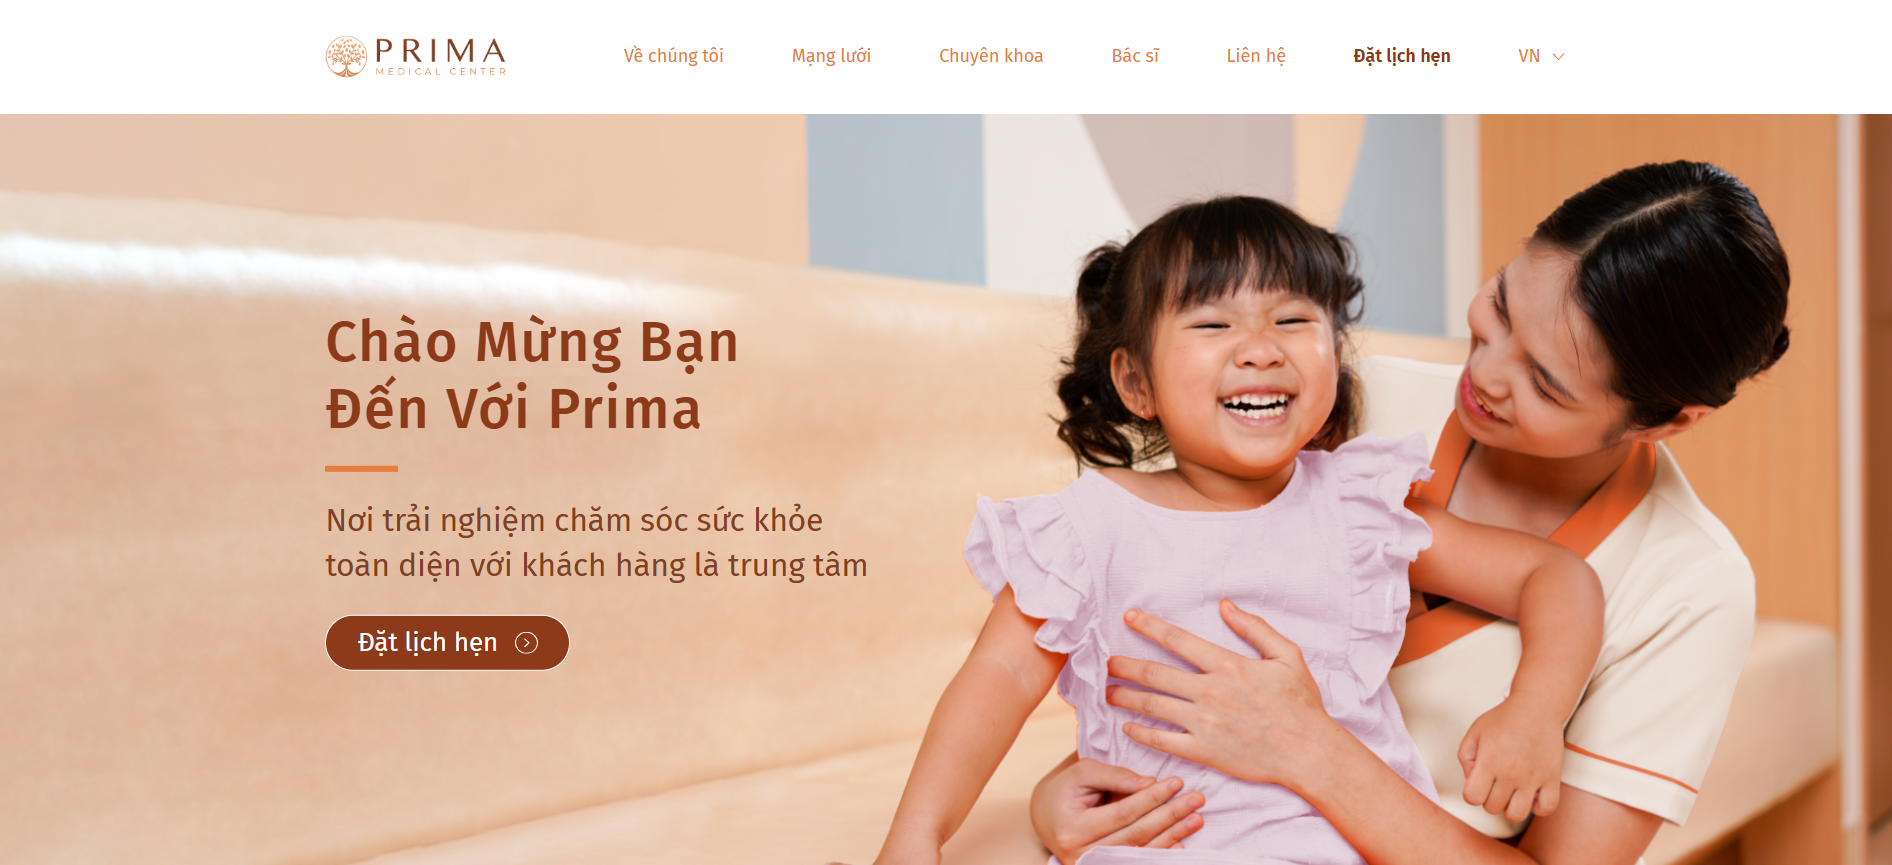 PRIMA
MEDICAL CENTER
Về chúng tôi
Mạng lưới
Chuyên khoa
Bác sĩ
Liên hệ
Đặt lịch hẹn
VN
Chào Mừng Bạn
Đến Với Prima
Nơi trải nghiệm chăm sóc sức khỏe
toàn diện với khách hàng là trung tâm
Đặt lịch hẹn